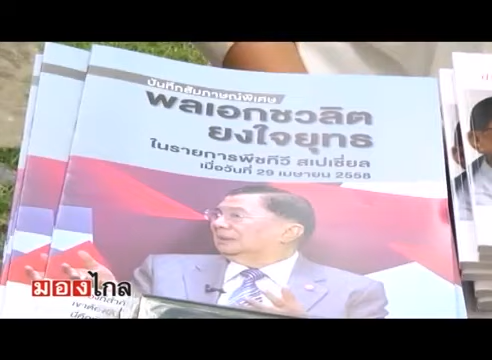 บันทึกสัมภาษณ์พิเศษ
พลเอกชวลิต
ยงใจยุทธ
ในรายการพีชทีวี สเปเชี่ยล
เมื่อวันที่ 29 เมษายน 2558
มองไกล